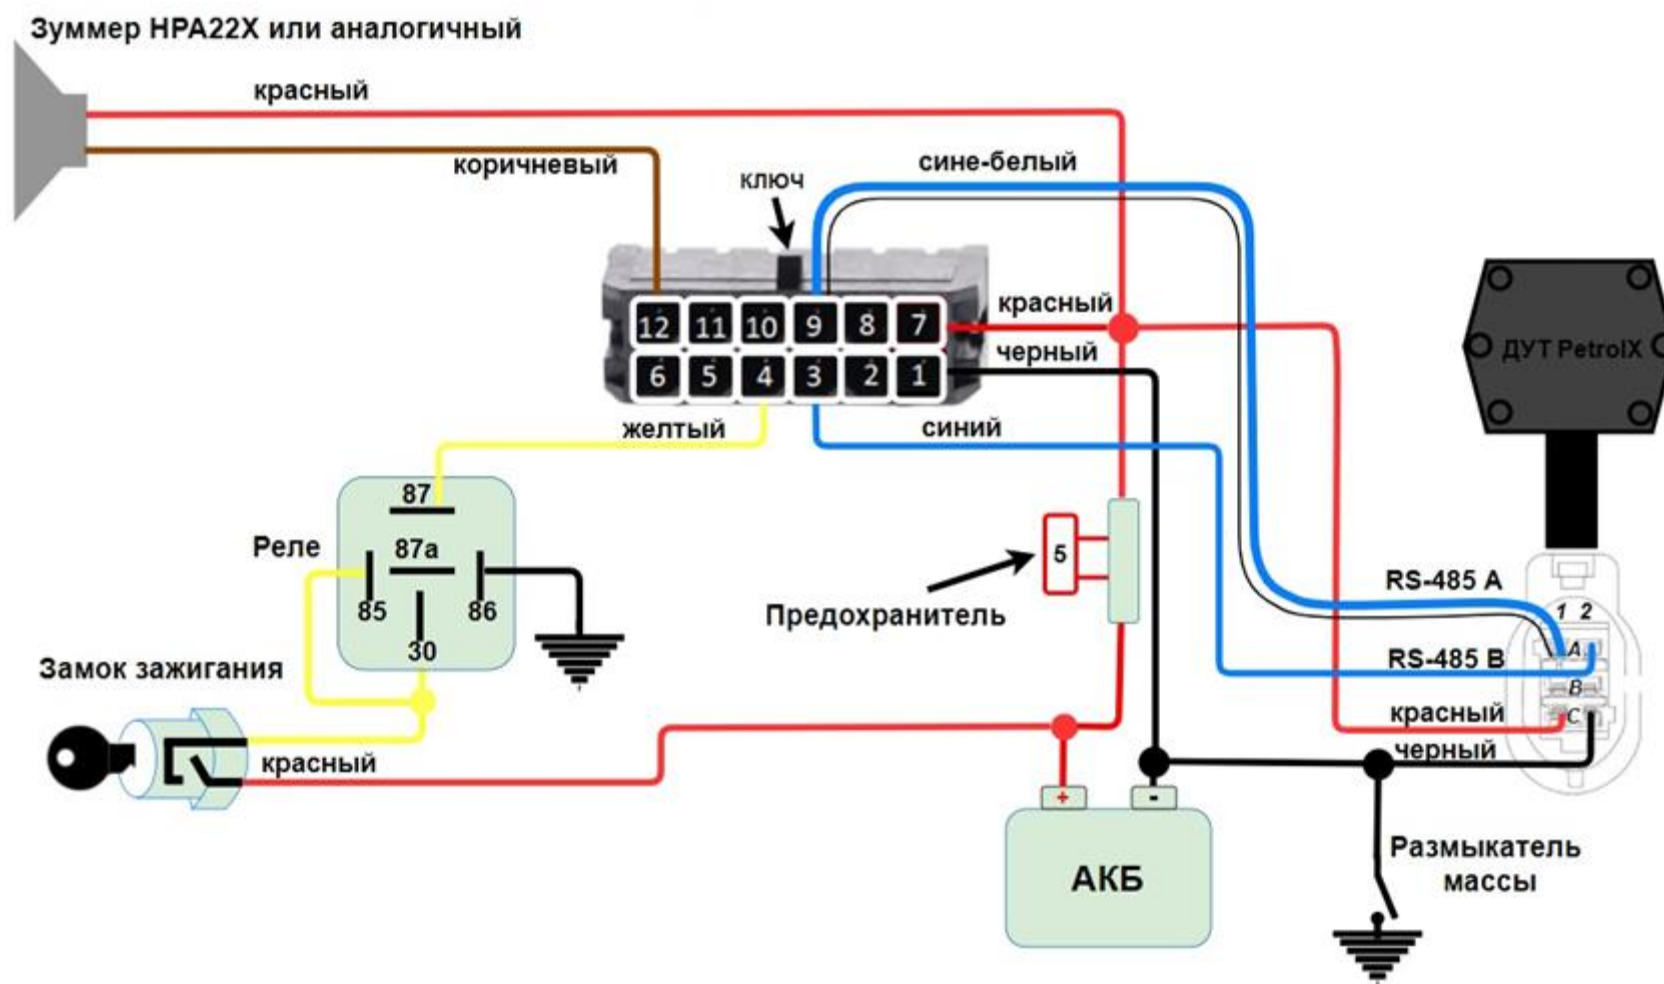 Зуммер HPA22X или аналогичный
красный
коричневый
ключ
сине-белый
красный
черный
12 11 10 9 8 7
6 5 4 3 2 1
желтый
синий
ДУТ PetrolX
Реле
87
87a
85
86
30
5
Предохранитель
RS-485 A
1 2
A
RS-485 B
B
красный
C
черный
Замок зажигания
красный
+
-
АКБ
Размыкатель
массы